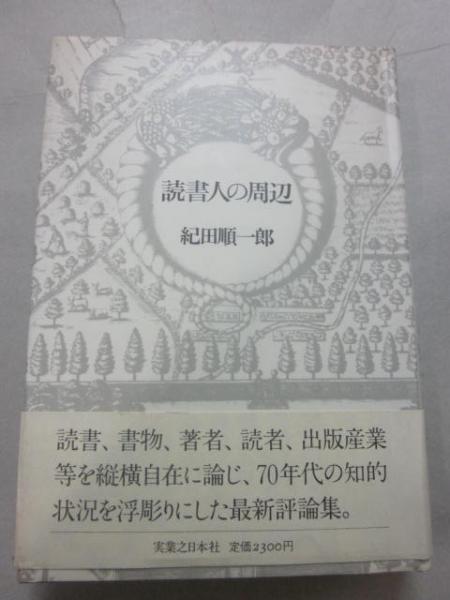 読書人の周辺
紀田順一郎
読書、書物、著者、読者、出版産業
等を縦横自在に論じ、70年代の知的
状況を浮彫りにした最新評論集。
実業之日本社 定価2300円